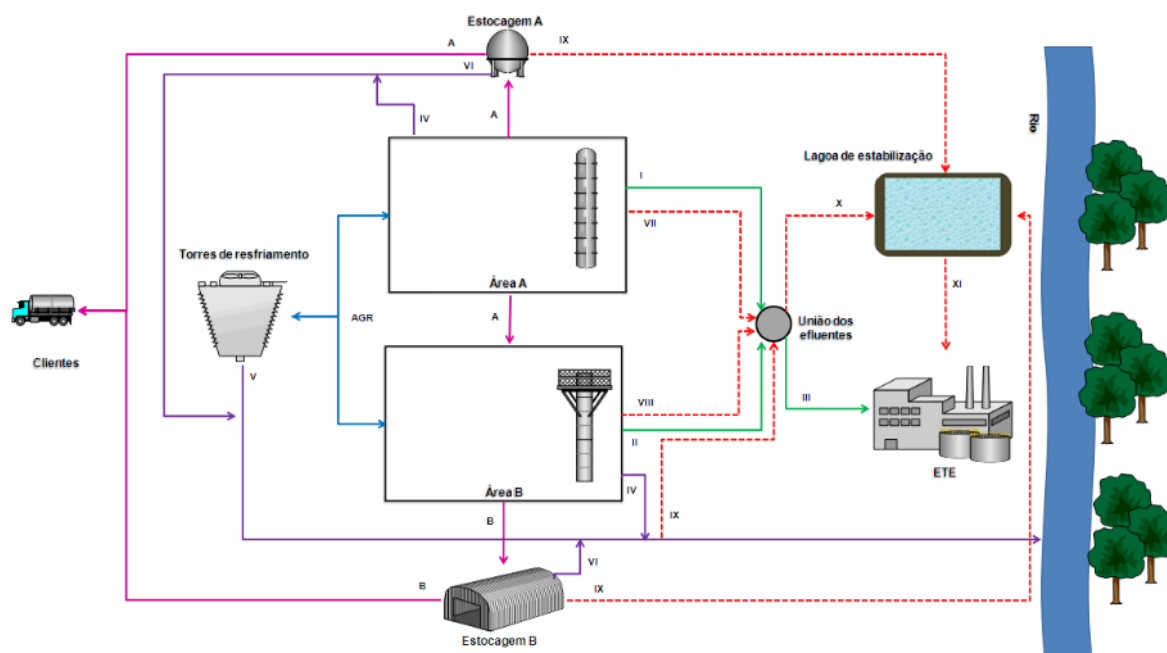 Estocagem A
A
IX
VI
IV
A
Rio
Lagoa de estabilização
I
X
VII
Torres de resfriamento
Área A
XI
AGR
A
União dos
efluentes
Clientes
V
VIII
III
II
ETE
Área B
IV
B
IX
VI
B
IX
Estocagem B